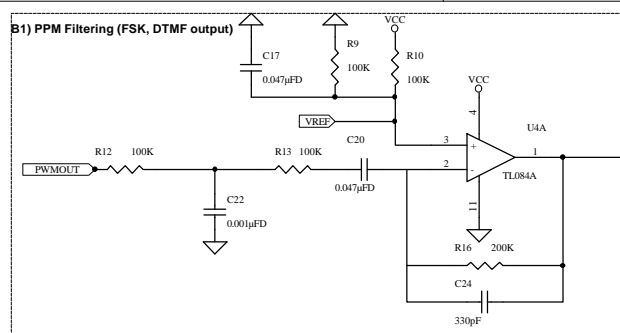 B1) PPM Filtering (FSK, DTMF output)
C17
0.047µFD
R9
100K
VCC
R10
100K
VREF
VCC
4
U4A
3
+
1
2
-
TL084A
11
R12 100K
PWMOUT
R13 100K
C20
0.047µFD
C22
0.001µFD
R16 200K
C24
330pF